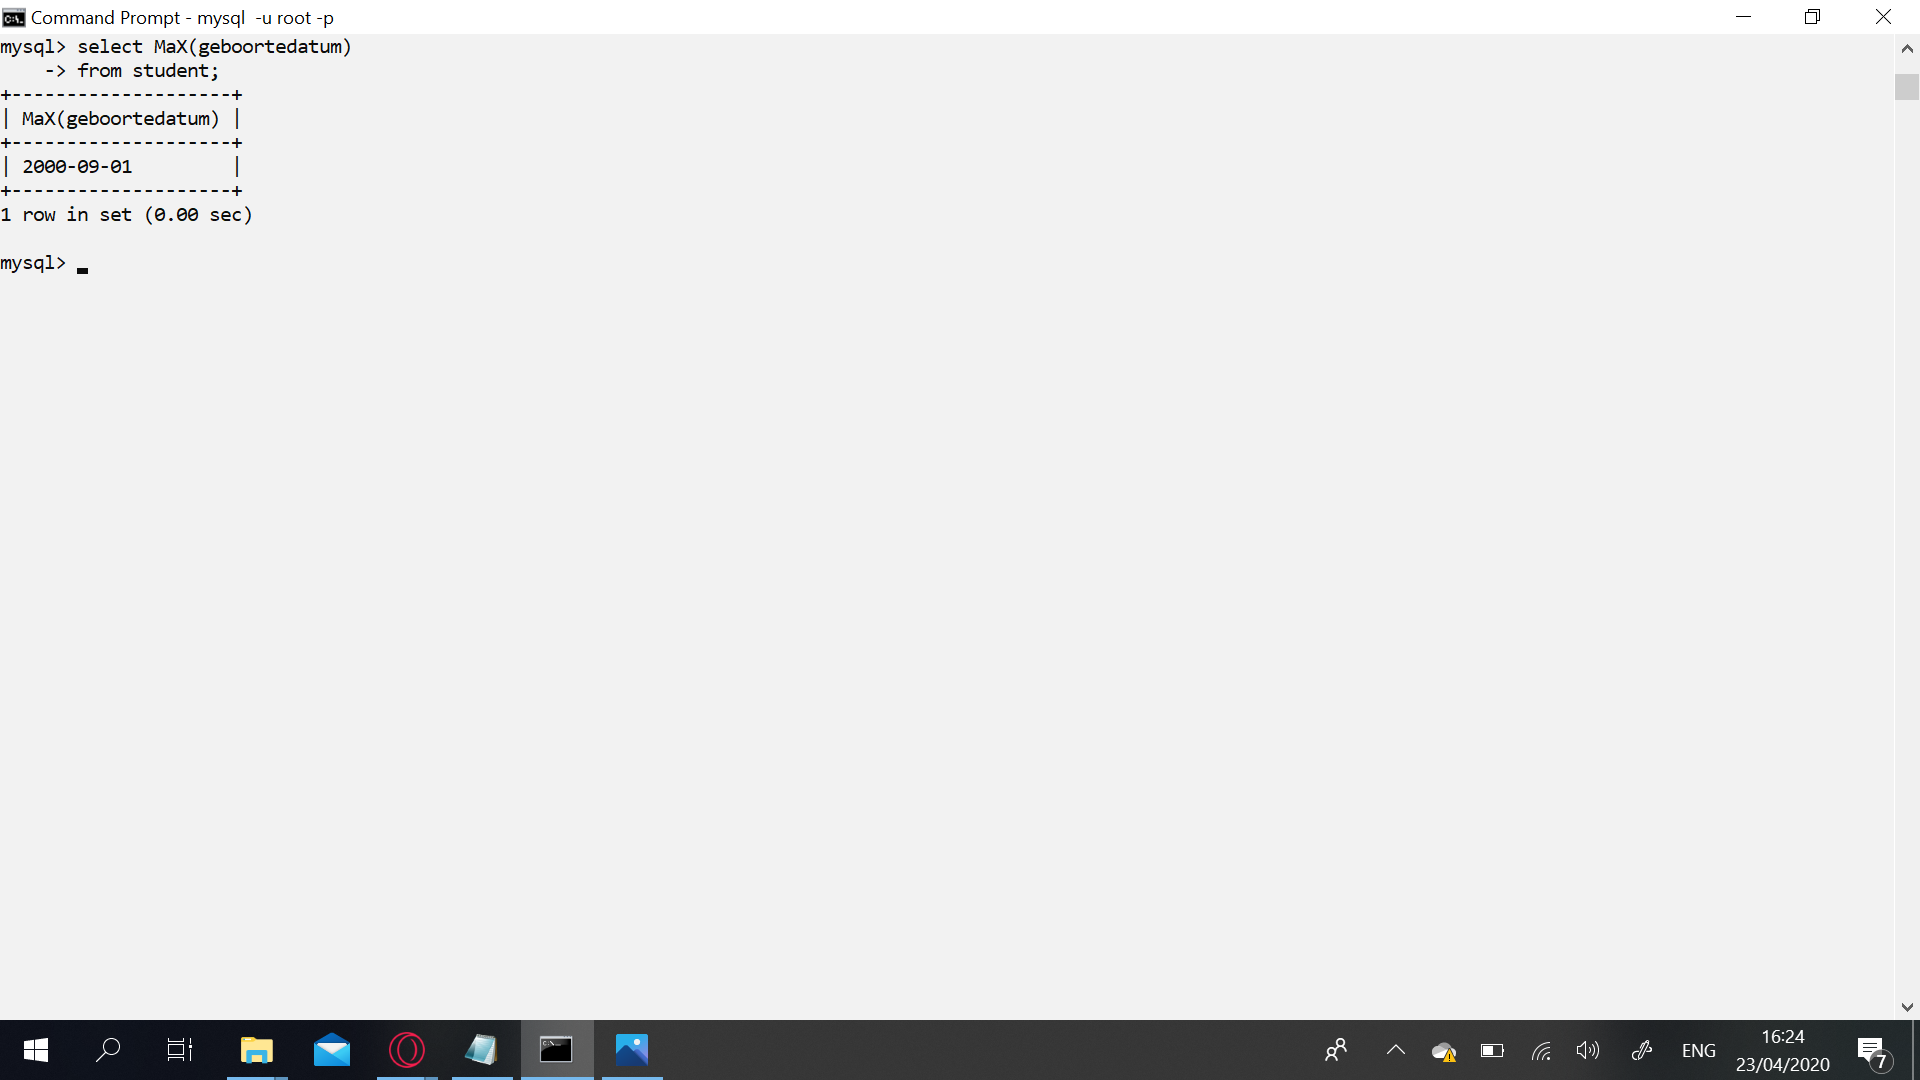 Command Prompt - mysql  -u root -p
mysql> select MaX(geboortedatum)
    -> from student;
+--------------------+
| MaX(geboortedatum) |
+--------------------+
| 2000-09-01         |
+--------------------+
1 row in set (0.00 sec)
mysql>
ENG
16:24
23/04/2020
7